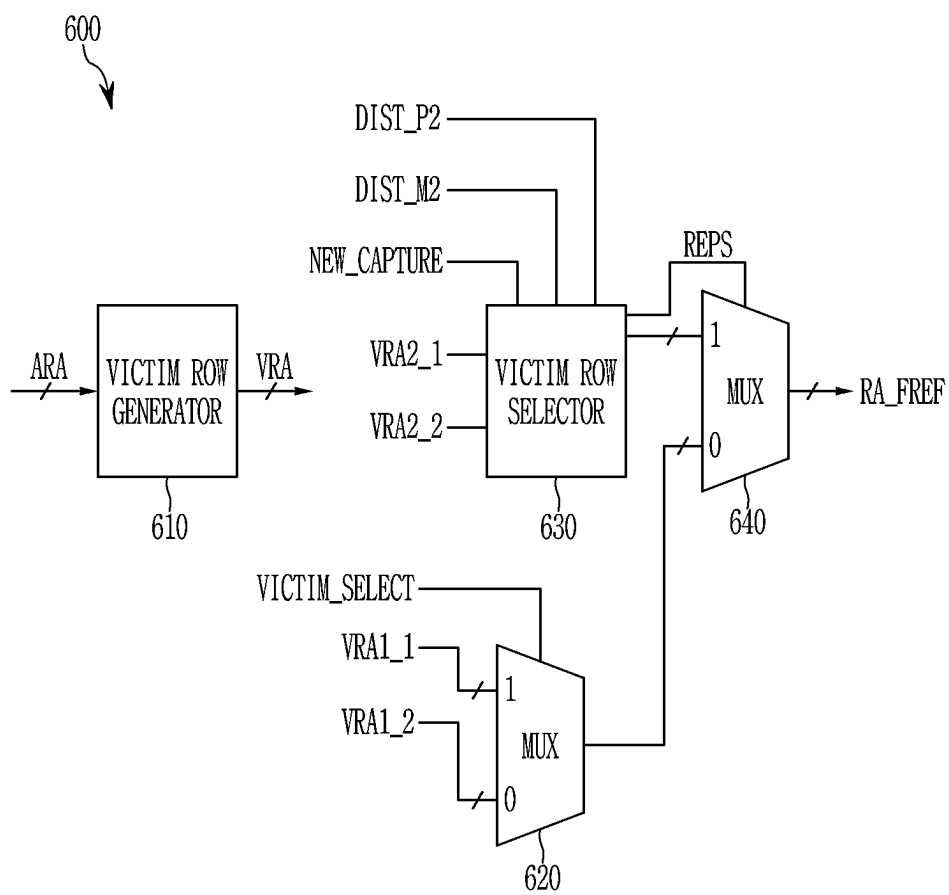 600
DIST_P2
DIST_M2
NEW_CAPTURE
REPS
ARA
VICTIM ROW
GENERATOR
VRA
VRA2_1
VRA2_2
VICTIM ROW
SELECTOR
1
MUX
0
RA_FREF
610
630
640
VICTIM_SELECT
VRA1_1
VRA1_2
1
MUX
0
620